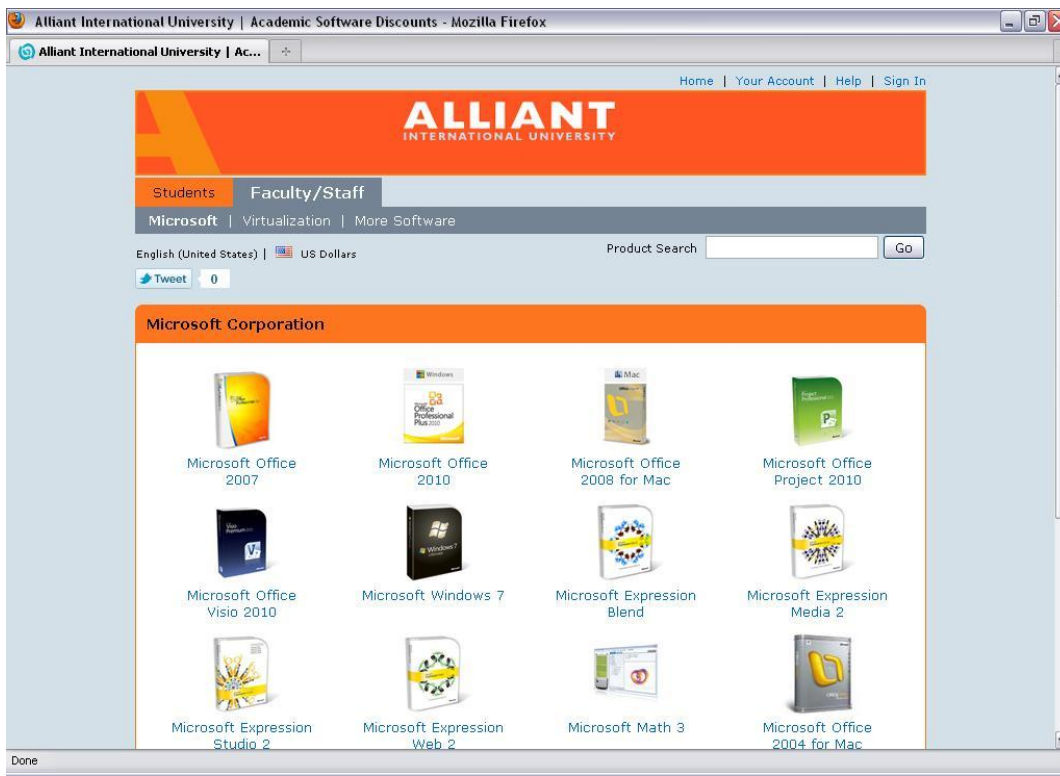 Alliant International University | Academic Software Discounts - Mozilla Firefox
Alliant International University | Ac...
Home | Your Account | Help | Sign In
ALLIANT
INTERNATIONAL UNIVERSITY
Students Faculty/Staff
Microsoft | Virtualization | More Software
English (United States) | US Dollars Product Search Go
Tweet 0
Microsoft Corporation
Windows
Office
Professional
Plus 2010
Mac
Microsoft Office
2007
Microsoft Office
2010
Microsoft Office
2008 for Mac
Microsoft Office
Project 2010
Windows 7
Microsoft Office
Visio 2010
Microsoft Windows 7
Microsoft Expression
Blend
Microsoft Expression
Media 2
Microsoft Expression
Studio 2
Microsoft Expression
Web 2
Microsoft Math 3
Microsoft Office
2004 for Mac
Done